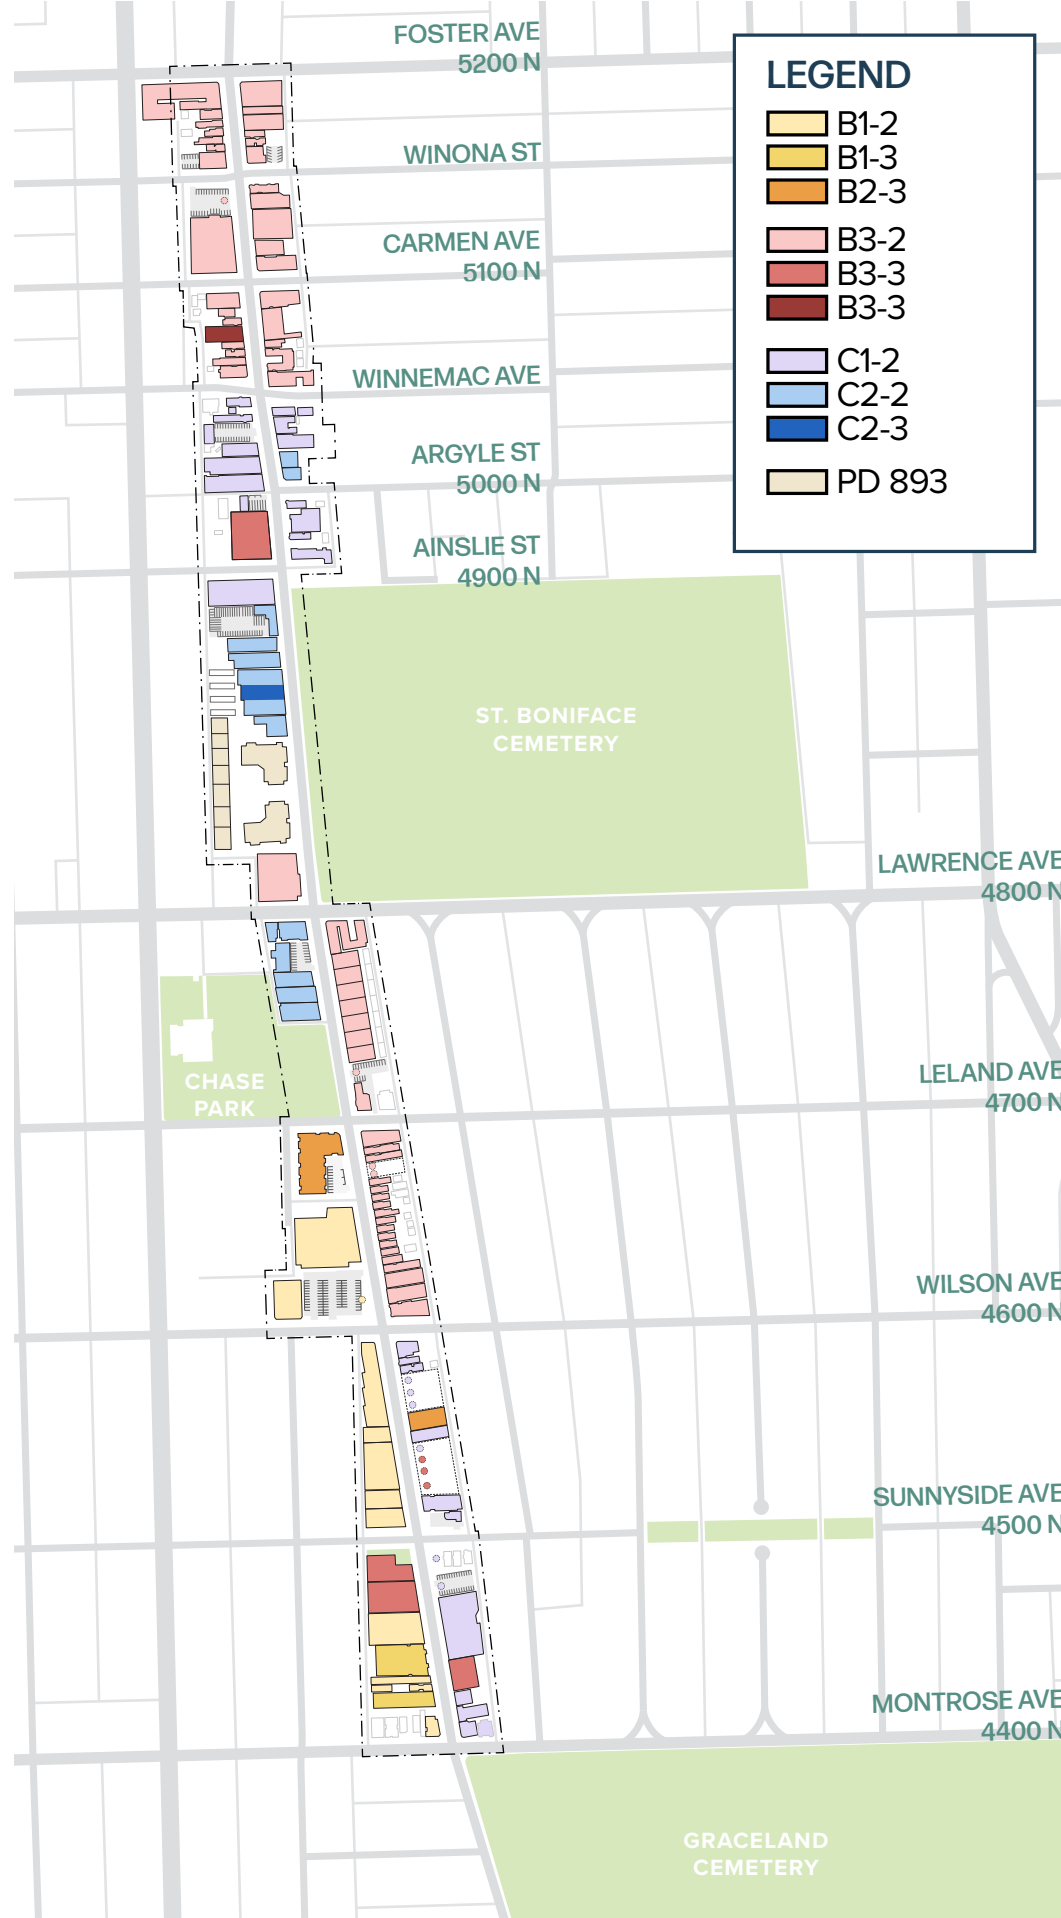 FOSTER AVE
5200 N
WINONA ST
CARMEN AVE
5100 N
WINNEMAC AVE
ARGYLE ST
5000 N
AINSLIE ST
4900 N
LEGEND
B1-2
B1-3
B2-3
B3-2
B3-3
B3-3
C1-2
C2-2
C2-3
PD 893
ST. BONIFACE
CEMETERY
LAWRENCE AVE
4800 N
CHASE
PARK
LELAND AVE
4700 N
WILSON AVE
4600 N
SUNNYSIDE AVE
4500 N
MONTROSE AVE
4400 N
GRACELAND
CEMETERY